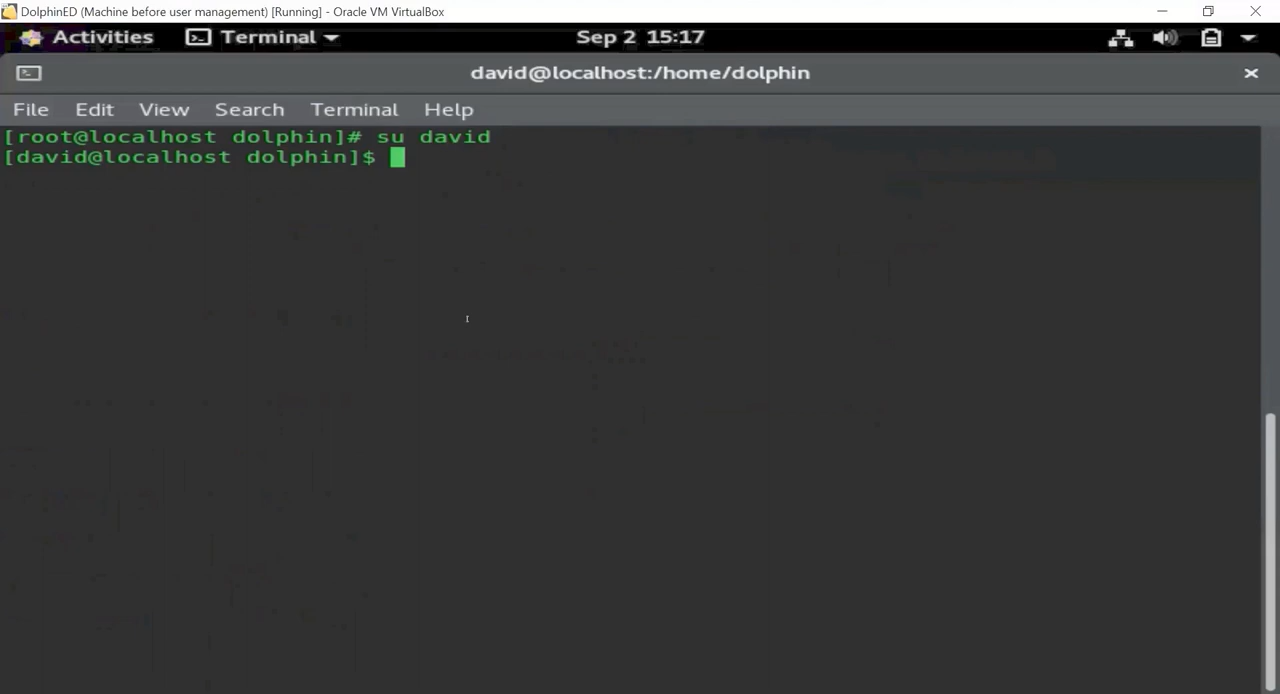 DolphinED (Machine before user management) [Running] - Oracle VM VirtualBox
Activities Terminal Sep 2 15:17
david@localhost:/home/dolphin
File Edit View Search Terminal Help
[root@localhost dolphin]# su david
[david@localhost dolphin]$